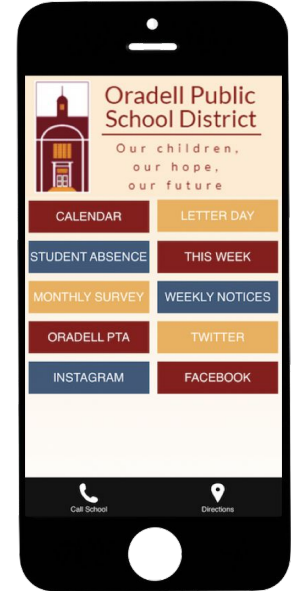 Oradell Public
School District
Our children,
our hope,
our future
CALENDAR
LETTER DAY
STUDENT ABSENCE
THIS WEEK
MONTHLY SURVEY
WEEKLY NOTICES
ORADELL PTA
TWITTER
INSTAGRAM
FACEBOOK
Call School
Directions